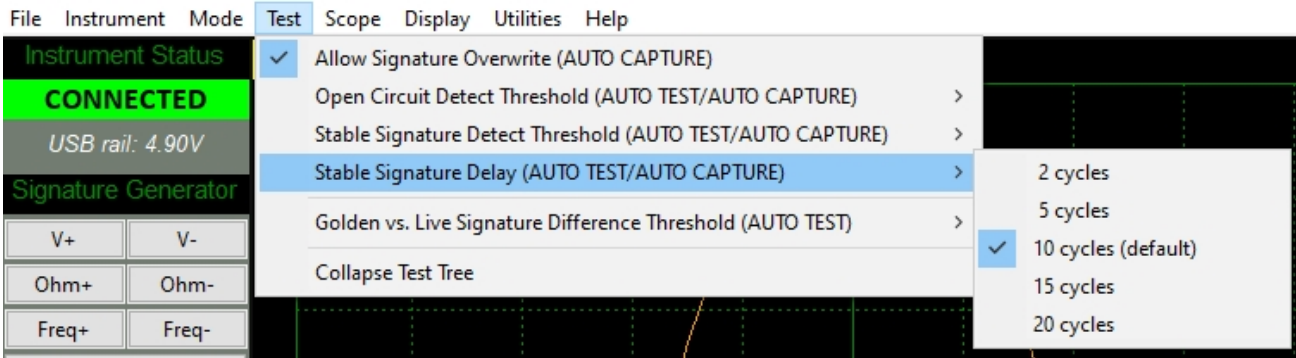 File Instrument Mode Test Scope Display Utilities Help
Instrument Status
CONNECTED
USB rail: 4.90V
Signature Generator
V+ V-
Ohm+ Ohm-
Freq+ Freq-
Allow Signature Overwrite (AUTO CAPTURE)
Open Circuit Detect Threshold (AUTO TEST/AUTO CAPTURE)
Stable Signature Detect Threshold (AUTO TEST/AUTO CAPTURE)
Stable Signature Delay (AUTO TEST/AUTO CAPTURE)
Golden vs. Live Signature Difference Threshold (AUTO TEST)
Collapse Test Tree
2 cycles
5 cycles
10 cycles (default)
15 cycles
20 cycles